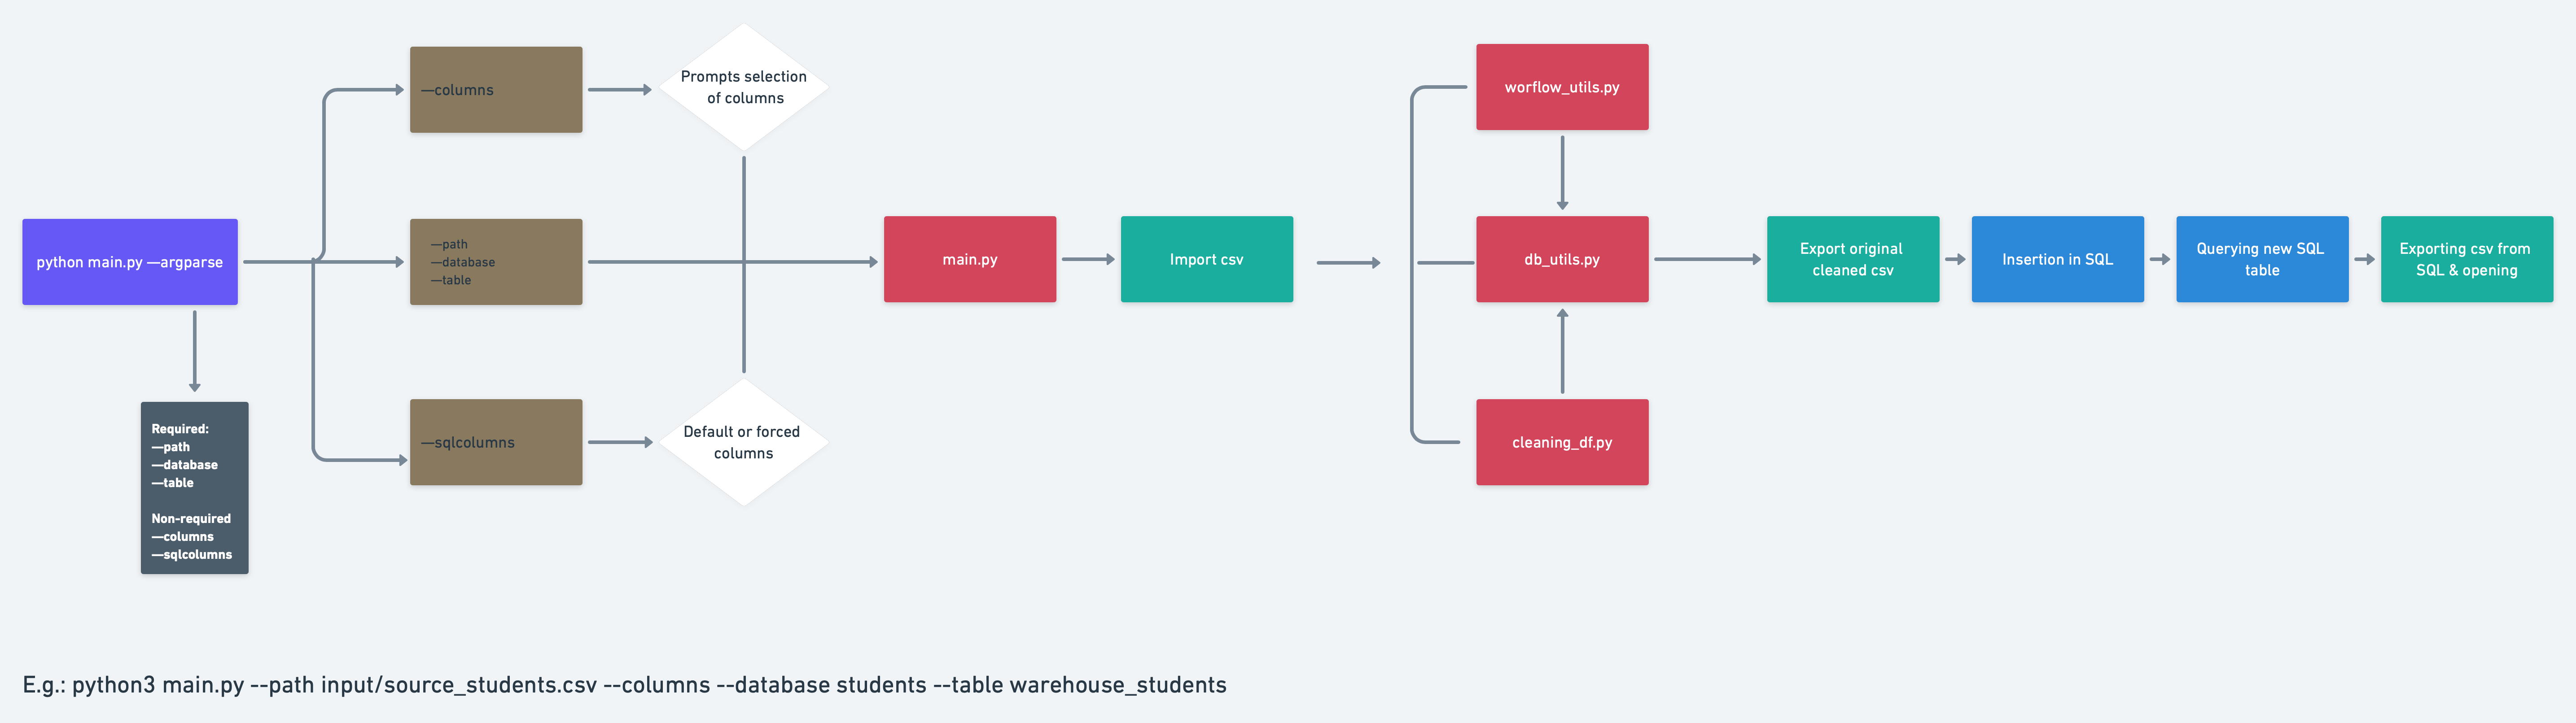 python main.py —argparse
Required:
—path
—database
—table
Non-required
—columns
—sqlcolumns
—columns
—path
—database
—table
—sqlcolumns
Prompts selection
of columns
Default or forced
columns
main.py
Import csv
worflow_utils.py
db_utils.py
cleaning_df.py
Export original
cleaned csv
Insertion in SQL
Querying new SQL
table
Exporting csv from
SQL & opening
E.g.: python3 main.py --path input/source_students.csv --columns --database students --table warehouse_students